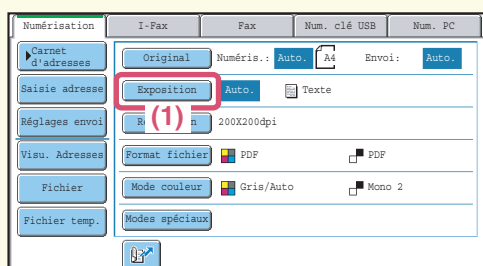 Numérisation I-Fax Fax Num. clé USB Num. PC
Carnet d'adresses
Original Numéris.: Auto. A4 Envoi: Auto.
Saisie adresse
Exposition Auto. Texte
Réglages envoi
(1) 200X200dpi
Visu. Adresses
Format fichier PDF PDF
Fichier
Mode couleur Gris/Auto Mono 2
Fichier temp.
Modes spéciaux